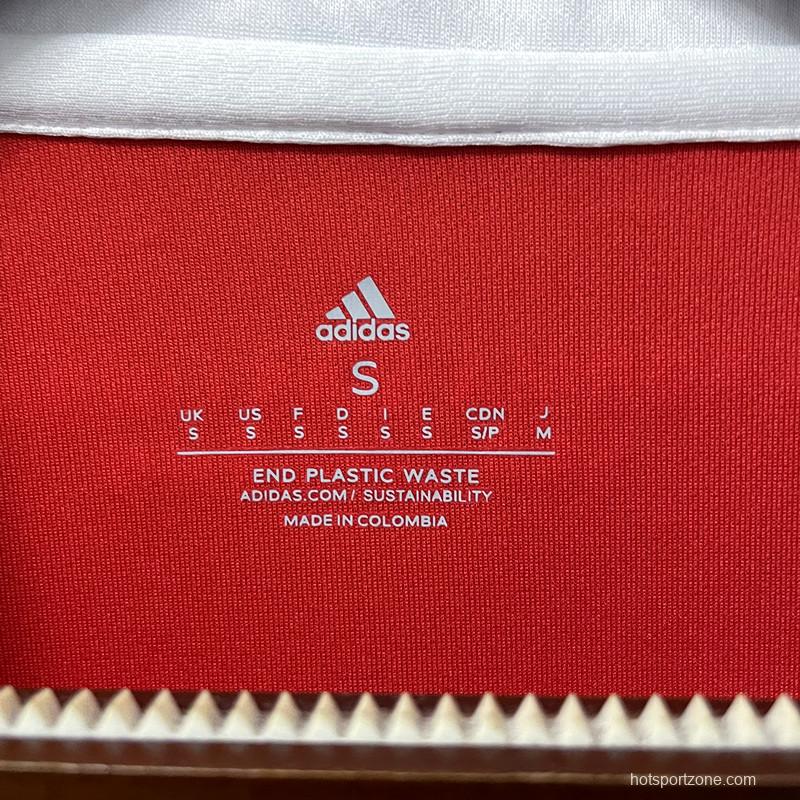 adidas
S
UK US F D I E CDN J
S S S S S S S/P M
END PLASTIC WASTE
ADIDAS.COM/ SUSTAINABILITY
MADE IN COLOMBIA
hotsportzone.com